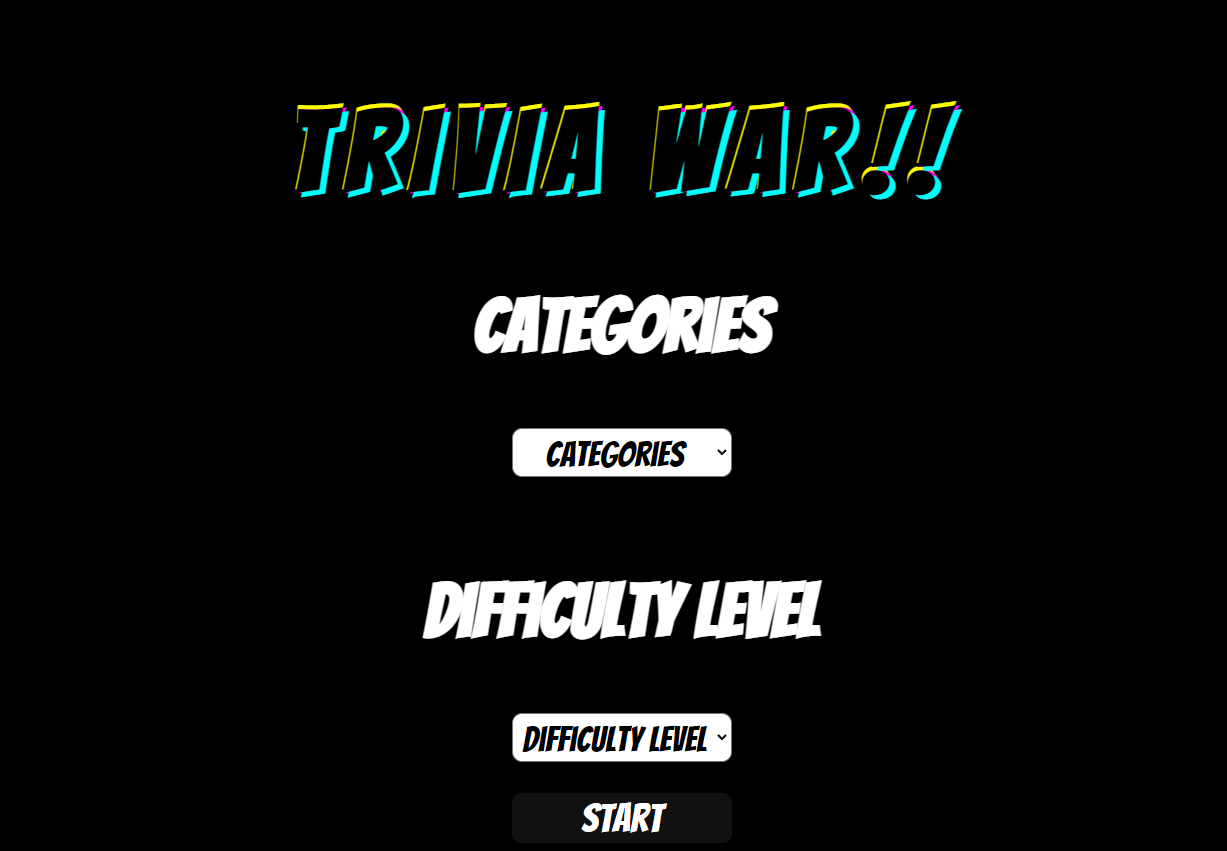 TRIVIA WAR!!
CATEGORIES
CATEGORIES
DIFFICULTY LEVEL
DIFFICULTY LEVEL
START